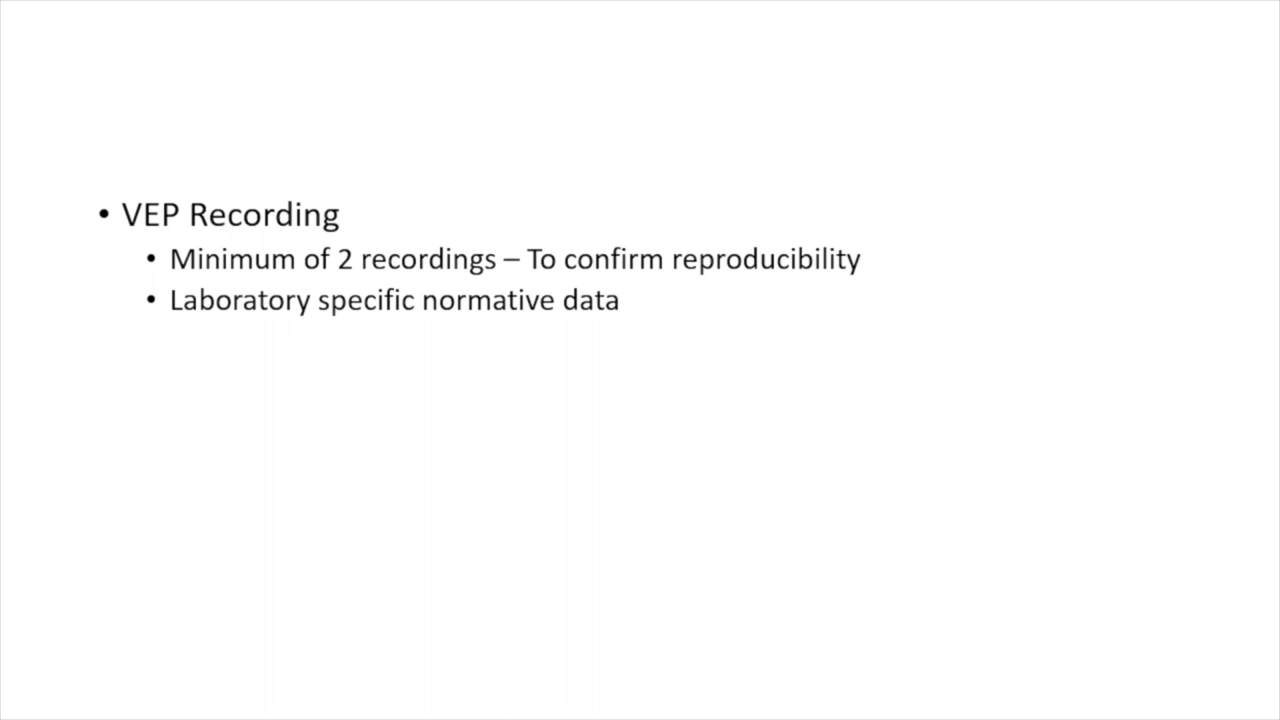 • VEP Recording
• Minimum of 2 recordings – To confirm reproducibility
• Laboratory specific normative data